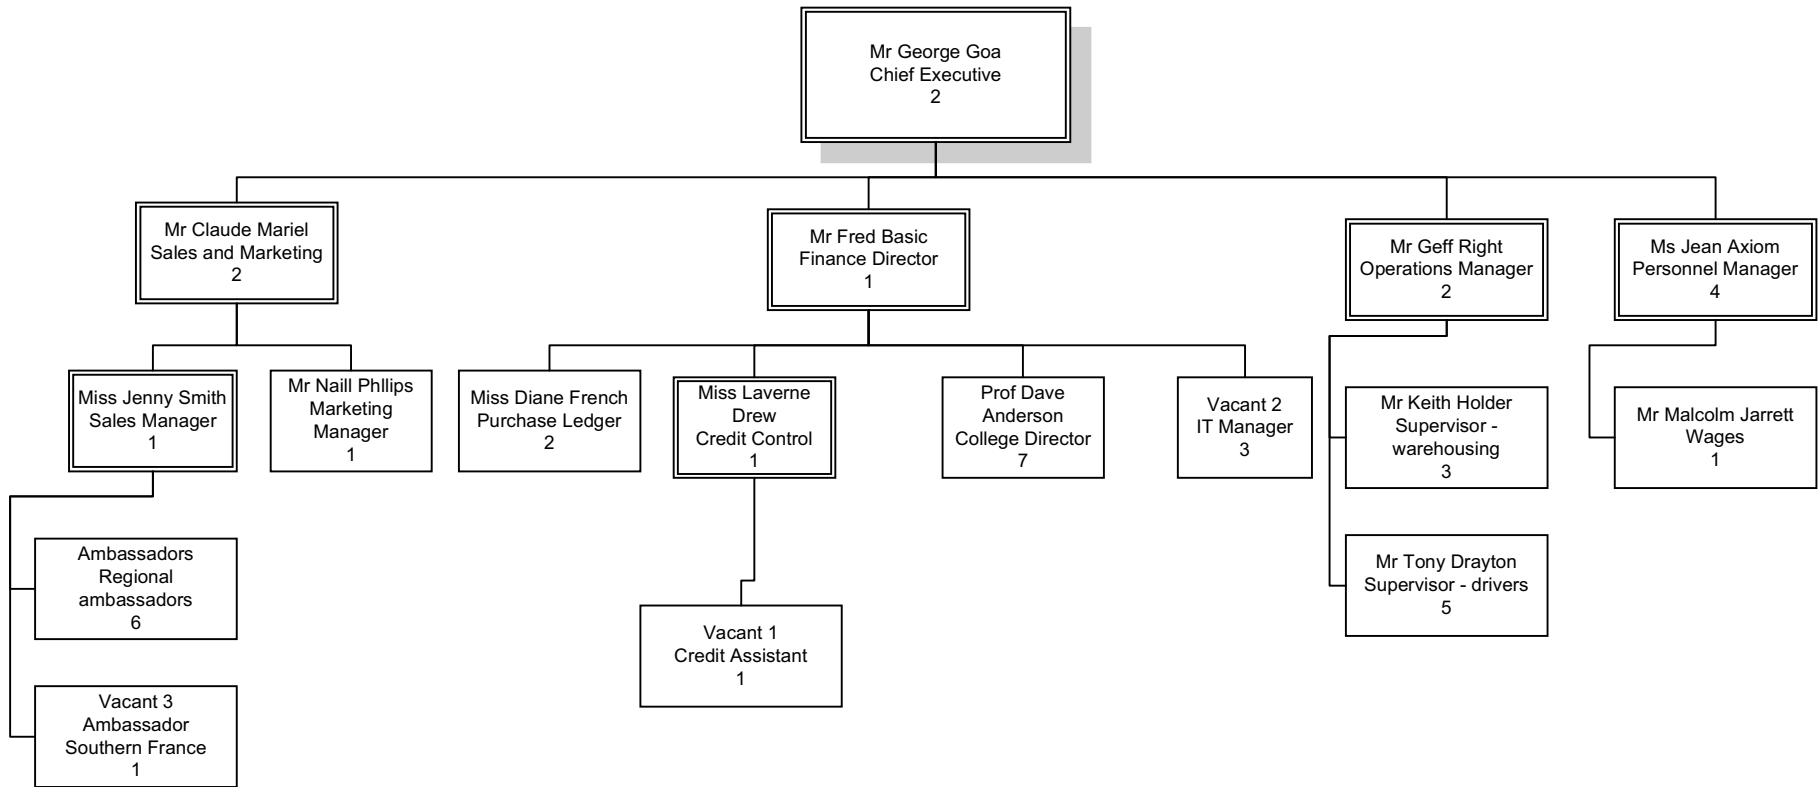 Mr George Goa
Chief Executive
2
Mr Claude Mariel
Sales and Marketing
2
Mr Fred Basic
Finance Director
1
Mr Geff Right
Operations Manager
2
Ms Jean Axiom
Personnel Manager
4
Miss Jenny Smith
Sales Manager
1
Mr Naill Phllips
Marketing
Manager
1
Miss Diane French
Purchase Ledger
2
Miss Laverne
Drew
Credit Control
1
Prof Dave
Anderson
College Director
7
Vacant 2
IT Manager
3
Mr Keith Holder
Supervisor -
warehousing
3
Mr Malcolm Jarrett
Wages
1
Ambassadors
Regional
ambassadors
6
Vacant 1
Credit Assistant
1
Mr Tony Drayton
Supervisor - drivers
5
Vacant 3
Ambassador
Southern France
1